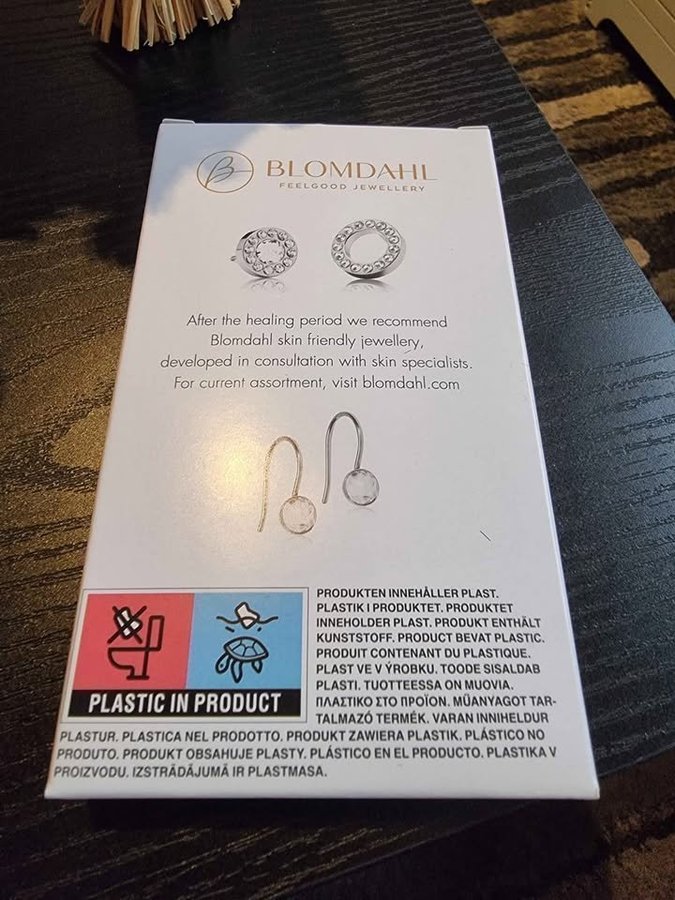 B
BLOMDAHL
FEELGOOD JEWELLERY
After the healing period we recommend
Blomdahl skin friendly jewellery,
developed in consultation with skin specialists.
For current assortment, visit blomdahl.com
PLASTIC IN PRODUCT
PRODUKTEN INNEHÅLLER PLAST.
PLASTIK I PRODUKTET. PRODUKTET
INNEHOLDER PLAST. PRODUKT ENTHÄLT
KUNSTSTOFF. PRODUCT BEVAT PLASTIC.
PRODUIT CONTENANT DU PLASTIQUE.
PLAST VE V ÝROBKU. TOODE SISALDAB
PLASTI. TUOTTEESSA ON MUOVIA.
ΠΛΑΣΤΙΚΟ ΣΤΟ ΠΡΟΪΟΝ. MŰANYAGOT TAR-
TALMAZÓ TERMÉK. VARAN INNIHELDUR
PLASTUR. PLASTICA NEL PRODOTTO. PRODUKT ZAWIERA PLASTIK. PLÁSTICO NO
PRODUTO. PRODUKT OBSAHUJE PLASTY. PLÁSTICO EN EL PRODUCTO. PLASTIKA V
PROIZVODU. IZSTRĀDĀJUMĀ IR PLASTMASA.